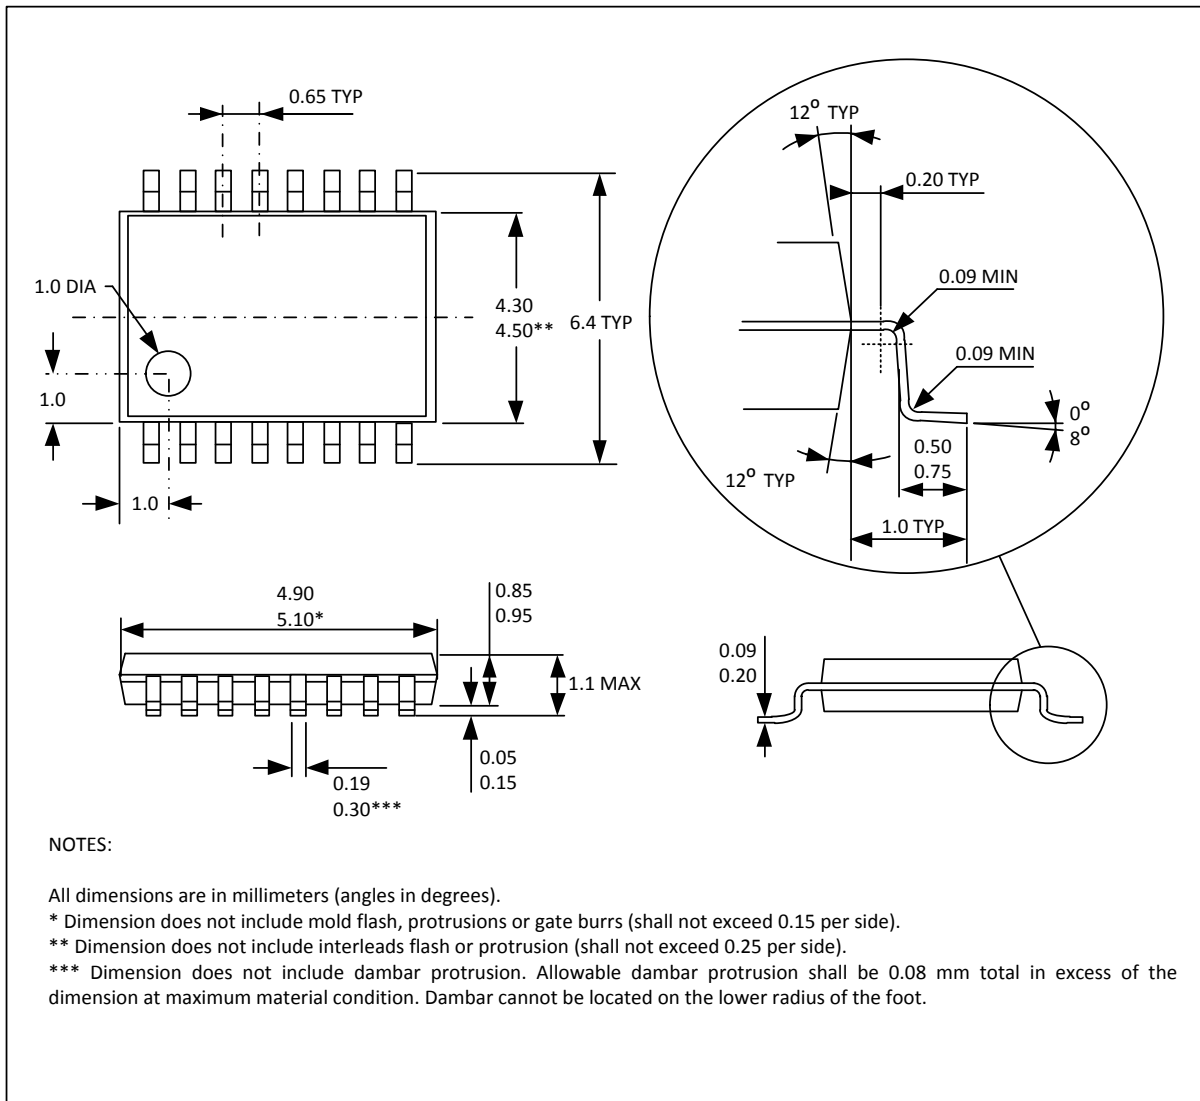 0.65 TYP
1.0 DIA
4.30
4.50**
6.4 TYP
1.0
1.0
12° TYP
0.20 TYP
0.09 MIN
0.09 MIN
0°
8°
0.50
0.75
12° TYP
1.0 TYP
4.90
5.10*
0.85
0.95
1.1 MAX
0.05
0.15
0.19
0.30***
0.09
0.20
NOTES:
All dimensions are in millimeters (angles in degrees).
* Dimension does not include mold flash, protrusions or gate burrs (shall not exceed 0.15 per side).
** Dimension does not include interleads flash or protrusion (shall not exceed 0.25 per side).
*** Dimension does not include dambar protrusion. Allowable dambar protrusion shall be 0.08 mm total in excess of the
dimension at maximum material condition. Dambar cannot be located on the lower radius of the foot.